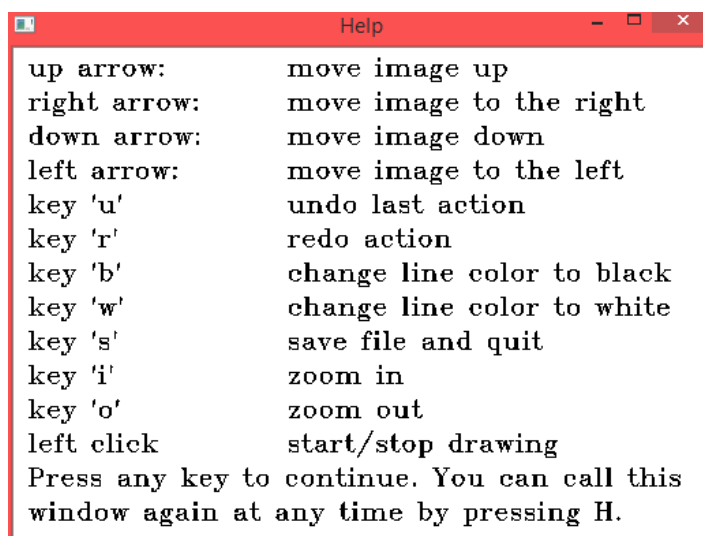 Help
up arrow: move image up
right arrow: move image to the right
down arrow: move image down
left arrow: move image to the left
key 'u' undo last action
key 'r' redo action
key 'b' change line color to black
key 'w' change line color to white
key 's' save file and quit
key 'i' zoom in
key 'o' zoom out
left click start/stop drawing
Press any key to continue. You can call this
window again at any time by pressing H.